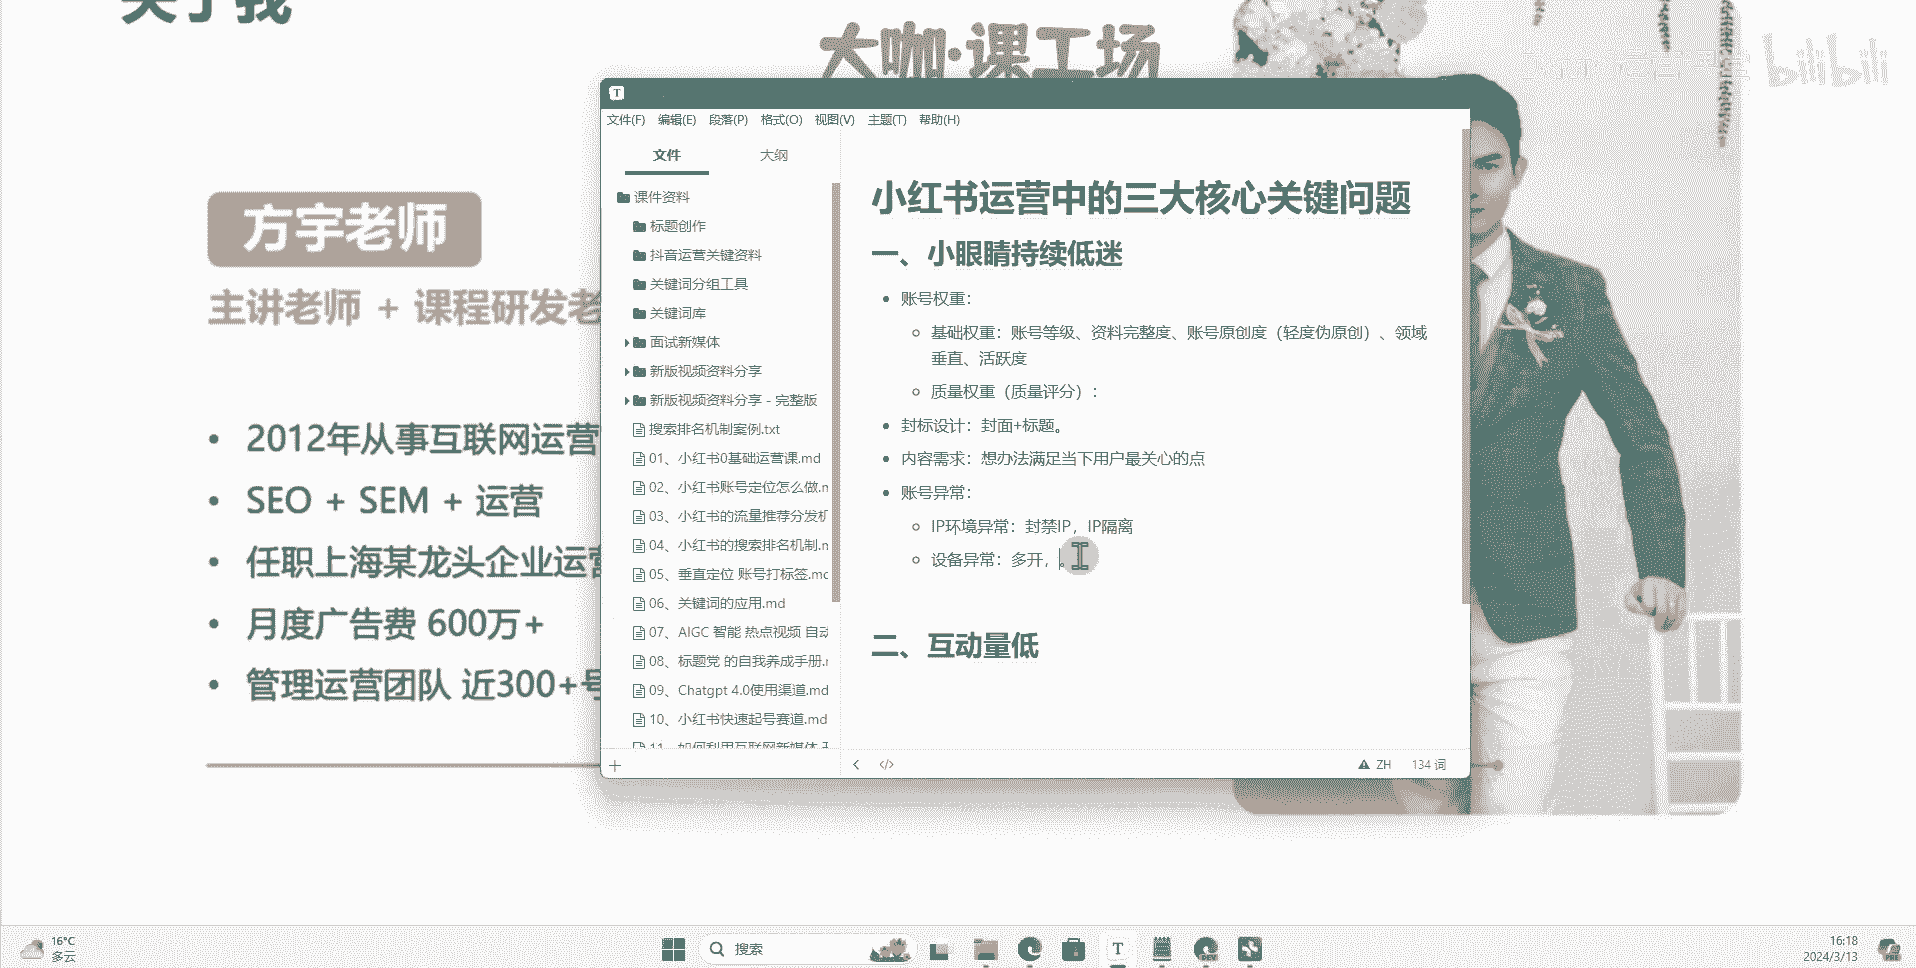 关于我
大咖·课工场
bilibili
方宇老师
主讲老师 + 课程研发老
2012年从事互联网运营
SEO + SEM + 运营
任职上海某龙头企业运营
月度广告费 600万+
管理运营团队 近300+号
T
文件(F) 编辑(E) 段落(P) 格式(O) 视图(V) 主题(T) 帮助(H)
文件 大纲
课件资料
标题创作
抖音运营关键资料
关键词分组工具
关键词库
面试新媒体
新版视频资料分享
新版视频资料分享 - 完整版
搜索排名机制案例.txt
01、小红书0基础运营课.md
02、小红书账号定位怎么做.m
03、小红书的流量推荐分发机
04、小红书的搜索排名机制.m
05、垂直定位 账号打标签.md
06、关键词的应用.md
07、AIGC 智能 热点视频 自动
08、标题党 的自我养成手册.m
09、Chatgpt 4.0使用渠道.md
10、小红书快速起号赛道.md
11、如何利用互联网新媒体
小红书运营中的三大核心关键问题
一、小眼睛持续低迷
账号权重：
基础权重：账号等级、资料完整度、账号原创度（轻度伪原创）、领域
垂直、活跃度
质量权重（质量评分）：
封标设计：封面+标题。
内容需求：想办法满足当下用户最关心的点
账号异常：
IP环境异常：封禁IP，IP隔离
设备异常：多开，。
二、互动量低
ZH 134 词
16°C
多云
搜索
T
DEV
16:18
2024/3/13
PRE